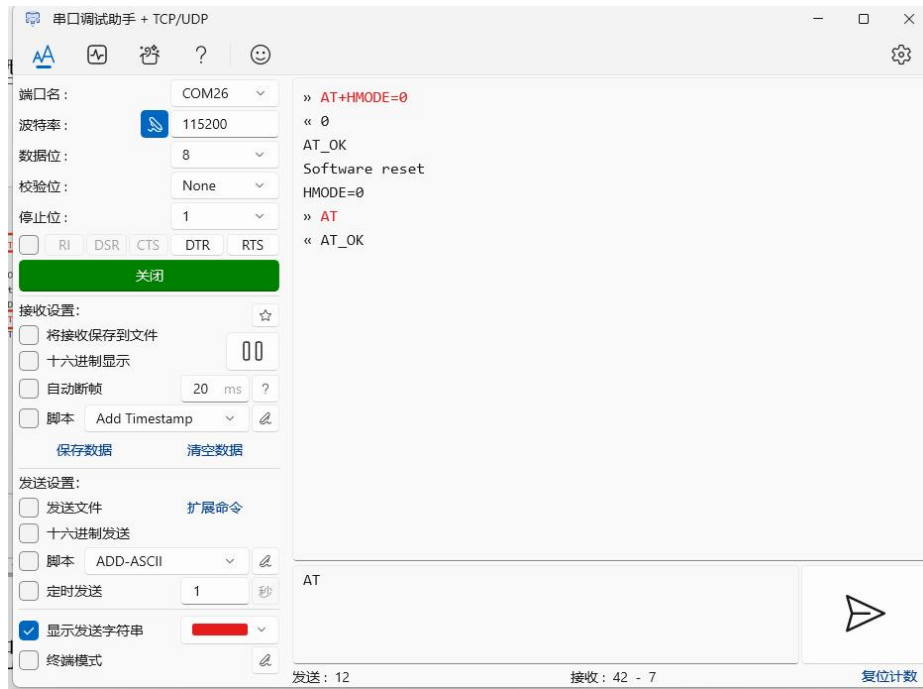 串口调试助手 + TCP/UDP
端口名: COM26
波特率: 115200
数据位: 8
校验位: None
停止位: 1
RI DSR CTS DTR RTS
关闭
接收设置:
将接收保存到文件
十六进制显示
自动断帧 20 ms ?
脚本 Add Timestamp
保存数据 清空数据
发送设置:
发送文件 扩展命令
十六进制发送
脚本 ADD-ASCII
定时发送 1 秒
显示发送字符串
终端模式
» AT+HMODE=0
« 0
AT_OK
Software reset
HMODE=0
» AT
« AT_OK
AT
发送: 12 接收: 42 - 7 复位计数